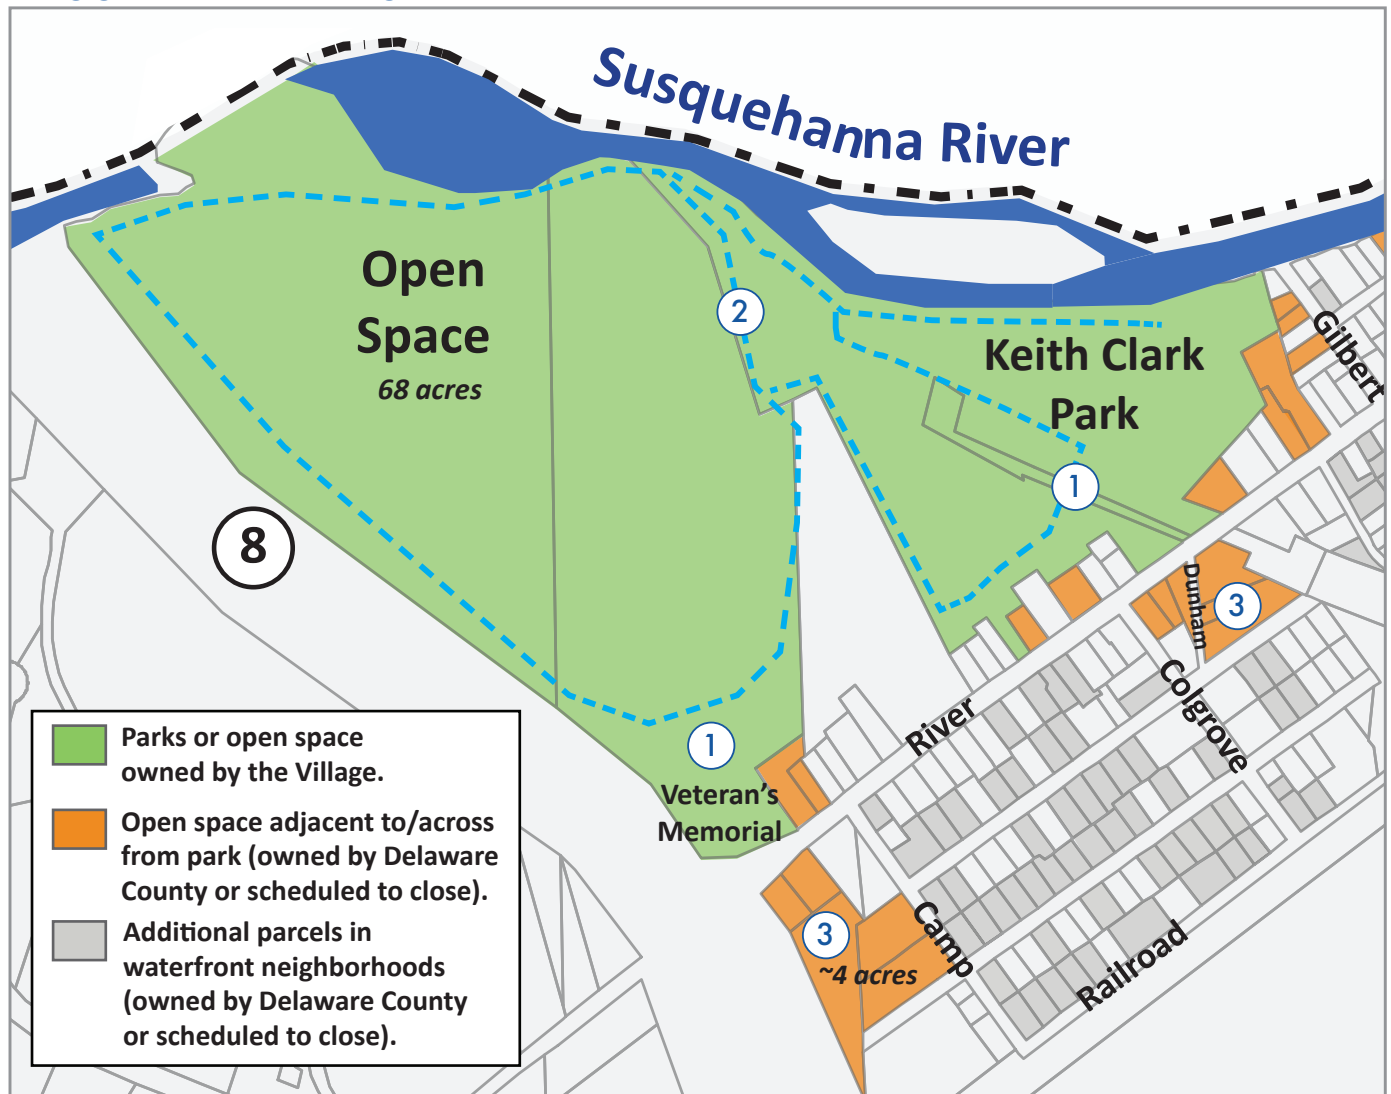 Susquehanna River
Open
Space
68 acres
2
Keith Clark
Park
Gilbert
1
8
Dunham
3
Colgrove
River
1
Veteran's
Memorial
3
~4 acres
Camp
Railroad
Parks or open space
owned by the Village.
Open space adjacent to/across
from park (owned by Delaware
County or scheduled to close).
Additional parcels in
waterfront neighborhoods
(owned by Delaware County
or scheduled to close).